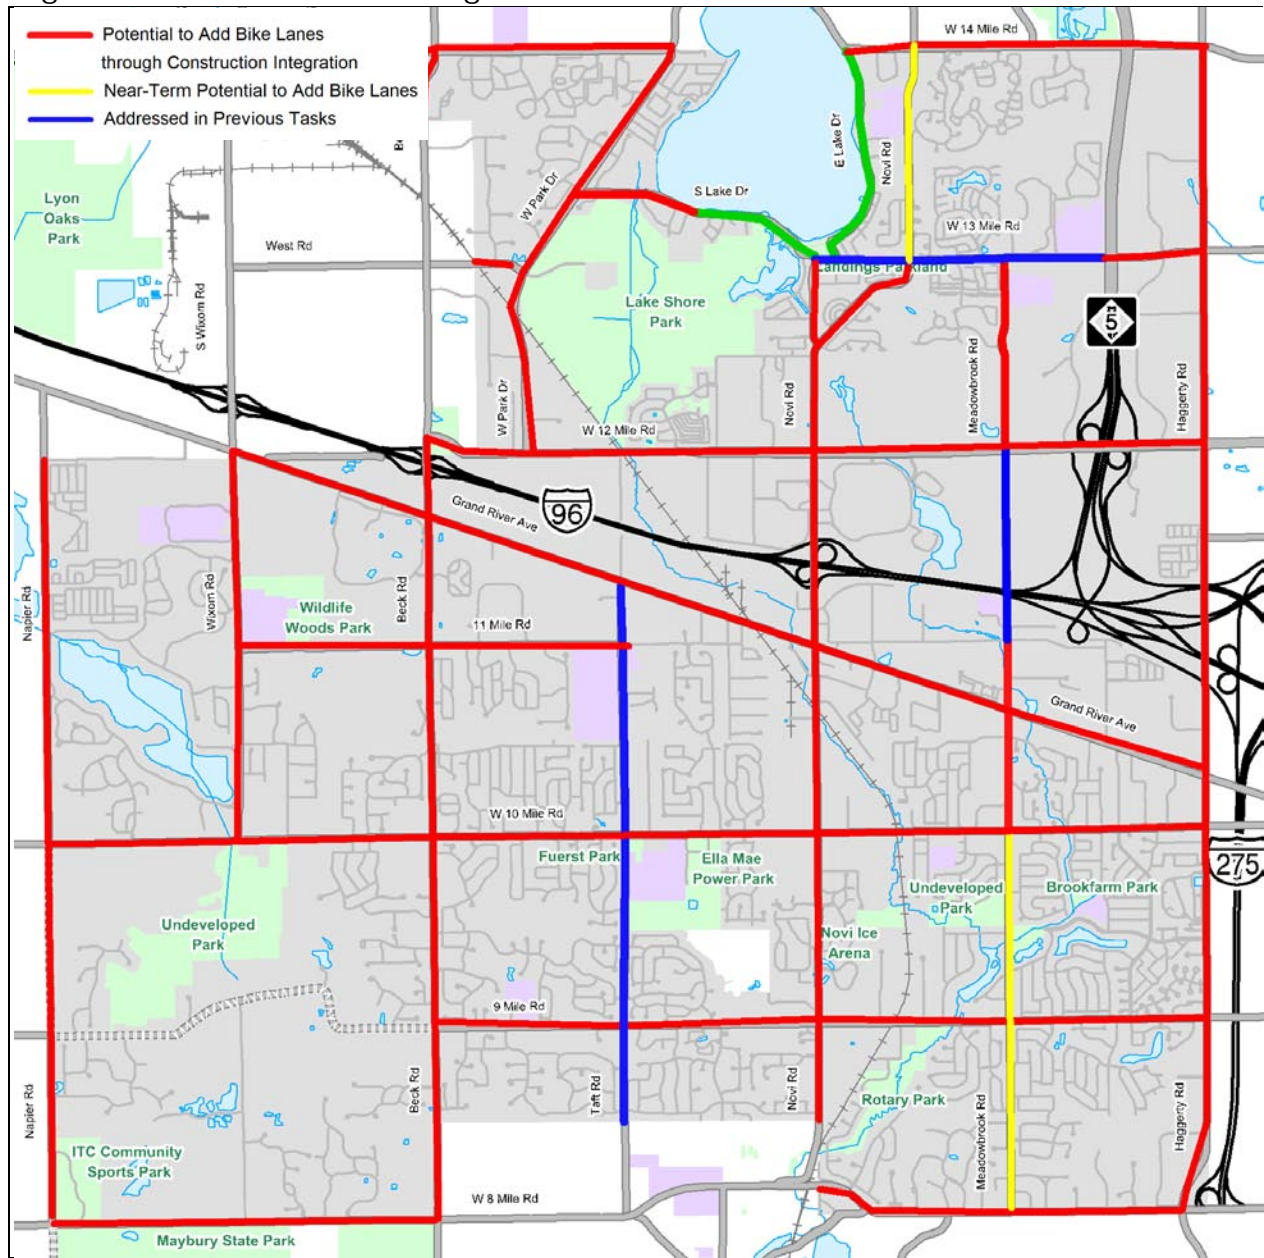 Potential to Add Bike Lanes
through Construction Integration
Near-Term Potential to Add Bike Lanes
Addressed in Previous Tasks
W 14 Mile Rd
E Lake Dr
Novi Rd
Lyon
Oaks
Park
W Park Dr
S Lake Dr
W 13 Mile Rd
West Rd
Landings Parkland
S Wixom Rd
Lake Shore
Park
5
Meadowbrook Rd
Haggerty Rd
W Park Dr
Novi Rd
W 12 Mile Rd
Grand River Ave
96
Napier Rd
Wixom Rd
Wildlife
Woods Park
Beck Rd
11 Mile Rd
Grand River Ave
W 10 Mile Rd
Fuerst Park
Ella Mae
Power Park
Undeveloped
Park
Brookfarm Park
275
Undeveloped
Park
Novi Ice
Arena
9 Mile Rd
Napier Rd
Beck Rd
Taft Rd
Novi Rd
Rotary Park
Meadowbrook Rd
Haggerty Rd
ITC Community
Sports Park
W 8 Mile Rd
Maybury State Park